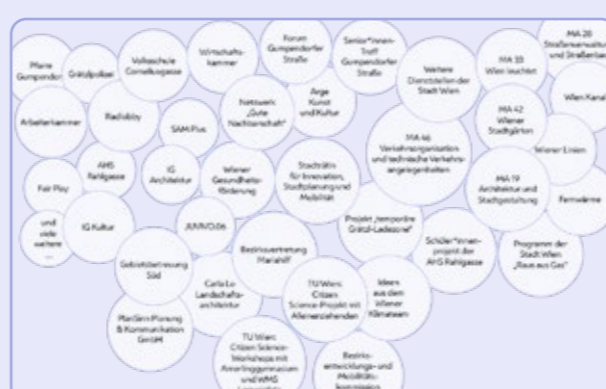 Pfarre
Gumpendorf
Grätzlpolizei
Volksschule
Corneliusgasse
Wirtschafts-
kammer
Forum
Gumpendorfer
Straße
Senior*innen-
Treff
Gumpendorfer
Straße
Weitere
Dienststellen der
Stadt Wien
MA 33
Wien leuchtet
MA 28
Straßenverwaltung
und Straßenbau
Arbeiterkammer
Radlobby
SAM Plus
Netzwerk
„Gute
Nachbarschaft“
Arge
Kunst
und Kultur
MA 46
Verkehrsorganisation
und technische Verkehrs-
angelegenheiten
MA 42
Wiener
Stadtgärten
Wien Kanal
Wiener Linien
Fair Play
AHS
Rahlgasse
IG
Architektur
Wiener
Gesundheits-
förderung
Stadträtin
für Innovation,
Stadtplanung und
Mobilität
MA 19
Architektur und
Stadtgestaltung
Fernwärme
und
viele
weitere
...
IG Kultur
JUVIVO.06
Bezirksvertretung
Mariahilf
Projekt „temporäre
Grätzl-Ladezone“
Schüler*innen-
projekt der
AHS Rahlgasse
Programm der
Stadt Wien
„Raus aus Gas“
Gebietsbetreuung
Süd
Carla Lo
Landschafts-
architektur
TU Wien:
Citizen
Science-Projekt mit
Alleinerziehenden
Ideen
aus dem
Wiener
Klimateam
PlanSinn Planung
& Kommunikation
GmbH
TU Wien:
Citizen Science-
Workshops mit
Amerlinggymnasium
und WMS
Bezirks-
entwicklungs- und
Mobilitäts-
kommission